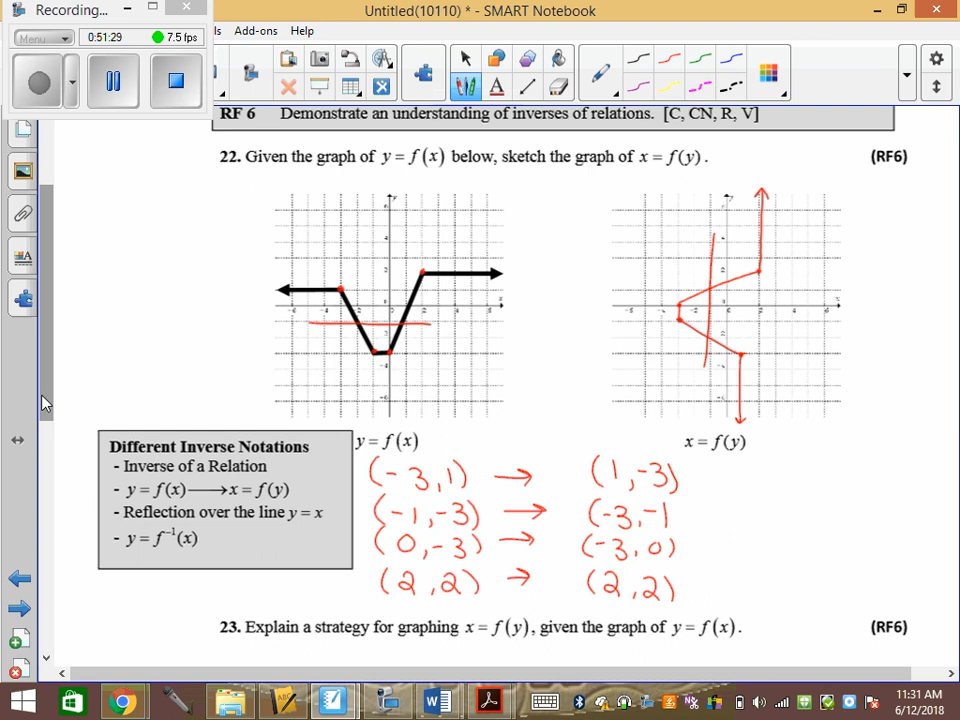 Untitled(10110) * - SMART Notebook
Recording...
Menu
0:51:29
7.5 fps
ls Add-ons Help
RF 6 Demonstrate an understanding of inverses of relations. [C, CN, R, V]
22. Given the graph of y = f(x) below, sketch the graph of x = f(y). (RF6)
y = f(x)
x = f(y)
Different Inverse Notations
- Inverse of a Relation
- y = f(x) ⟶ x = f(y)
- Reflection over the line y = x
- y = f⁻¹(x)
(-3,1) → (1,-3)
(-1,-3) → (-3,-1
(0,-3) → (-3,0)
(2,2) → (2,2)
23. Explain a strategy for graphing x = f(y), given the graph of y = f(x). (RF6)
11:31 AM
6/12/2018